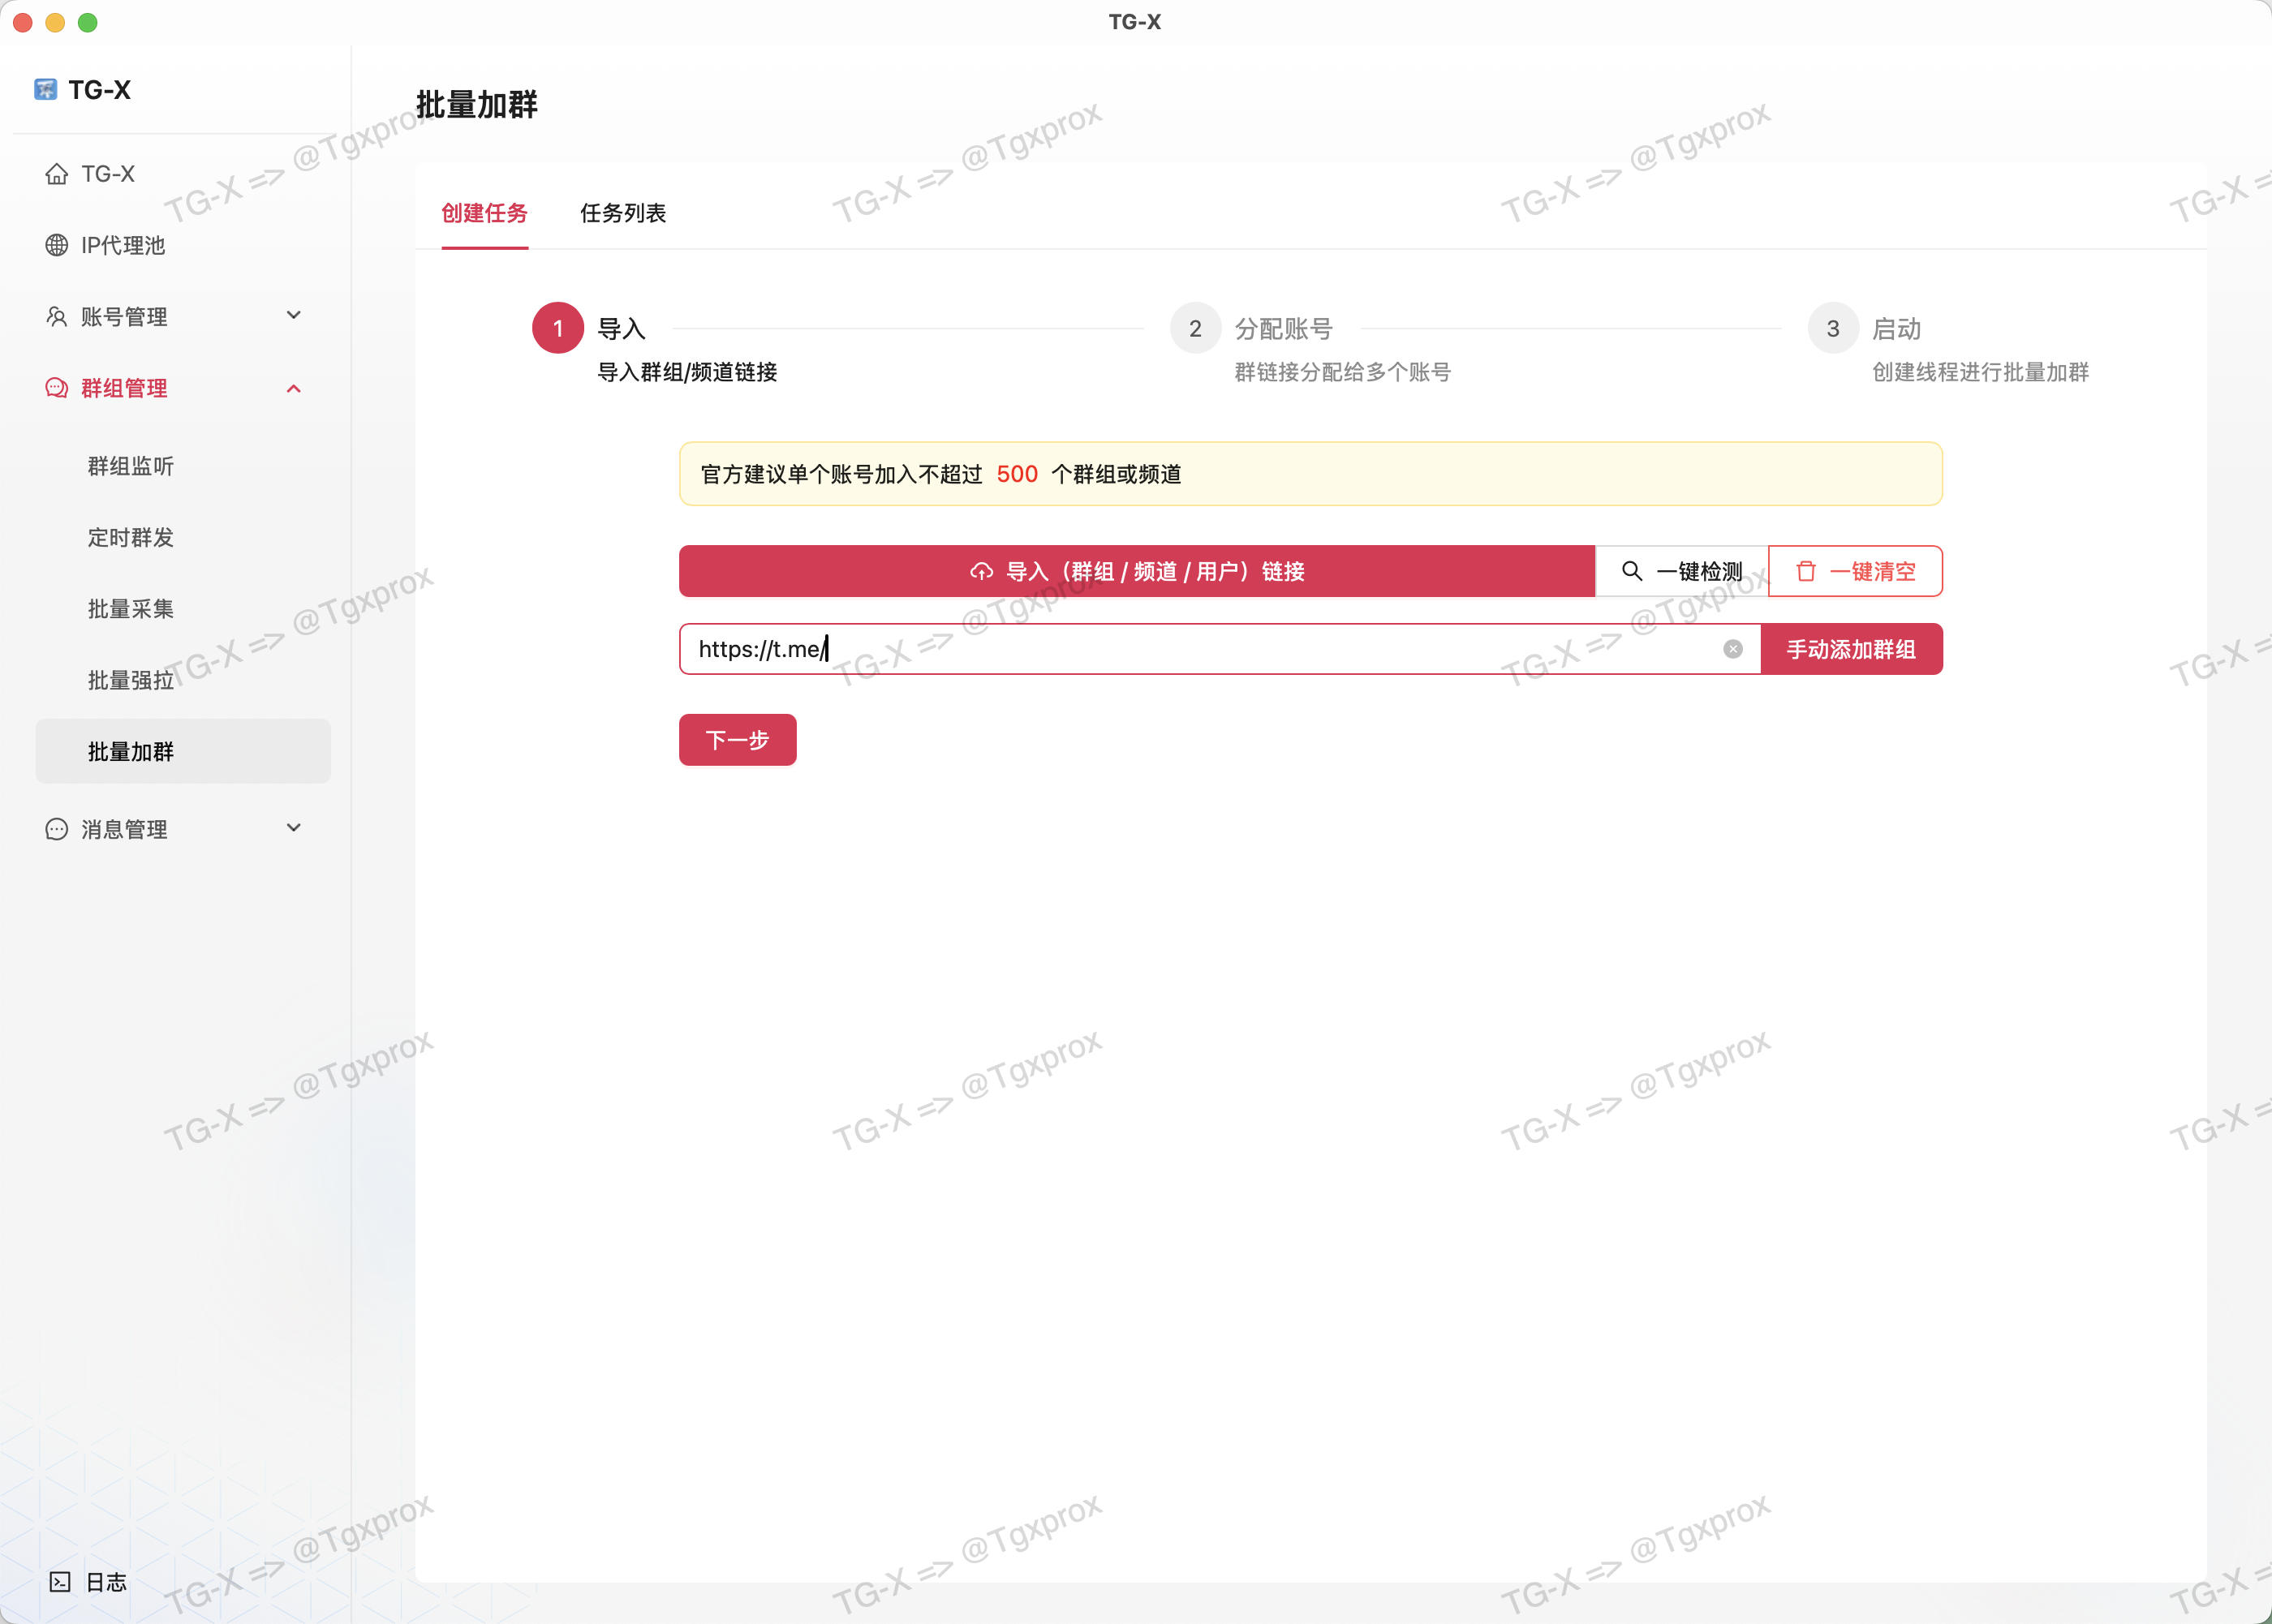 TG-X
TG-X
TG-X
IP代理池
账号管理
群组管理
群组监听
定时群发
批量采集
批量强拉
批量加群
消息管理
日志
批量加群
创建任务 任务列表
1 导入
导入群组/频道链接
2 分配账号
群链接分配给多个账号
3 启动
创建线程进行批量加群
官方建议单个账号加入不超过 500 个群组或频道
导入（群组 / 频道 / 用户）链接 一键检测 一键清空
https://t.me/ 手动添加群组
下一步
TG-X => @Tgxprox
TG-X => @Tgxprox
TG-X => @Tgxprox
TG-X =>
TG-X => @Tgxprox
TG-X => @Tgxprox
TG-X => @Tgxprox
TG-X =>
TG-X => @Tgxprox
TG-X => @Tgxprox
TG-X => @Tgxprox
TG-X =>
TG-X => @Tgxprox
TG-X => @Tgxprox
TG-X => @Tgxprox
TG-X =>